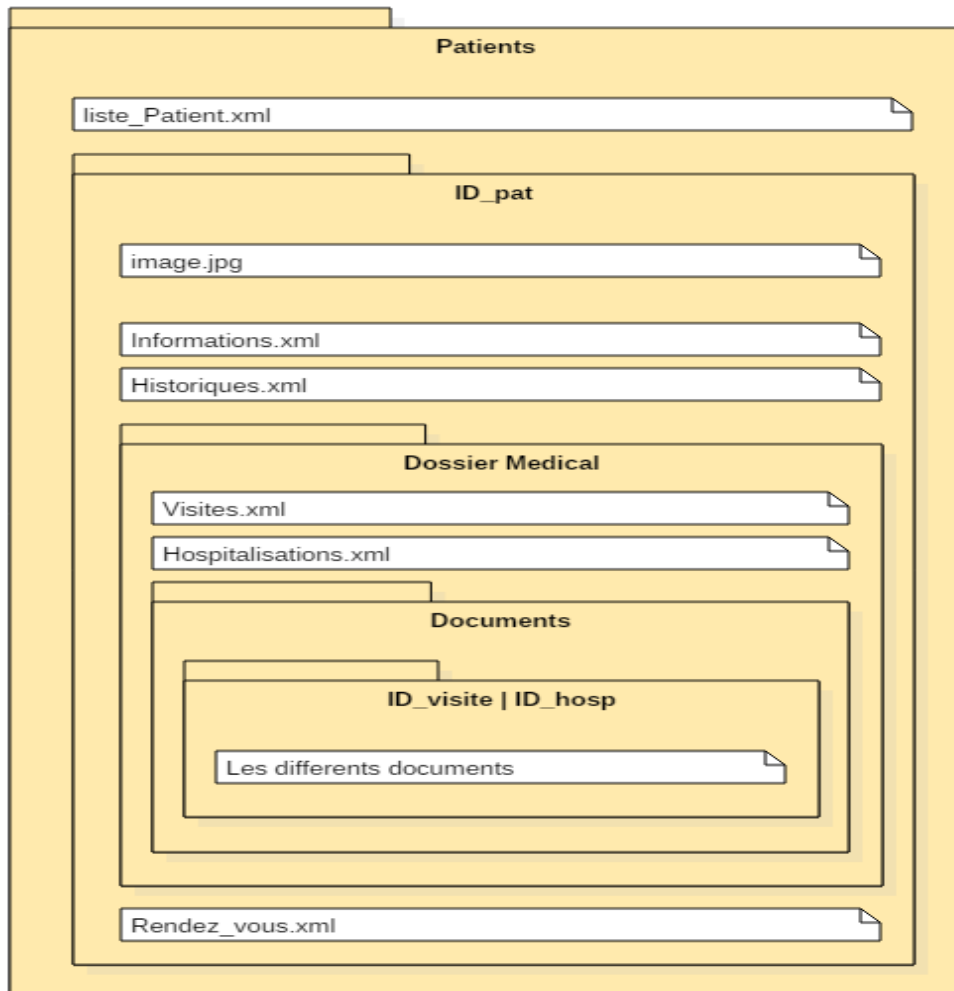 Patients
liste_Patient.xml
ID_pat
image.jpg
Informations.xml
Historiques.xml
Dossier Medical
Visites.xml
Hospitalisations.xml
Documents
ID_visite | ID_hosp
Les differents documents
Rendez_vous.xml